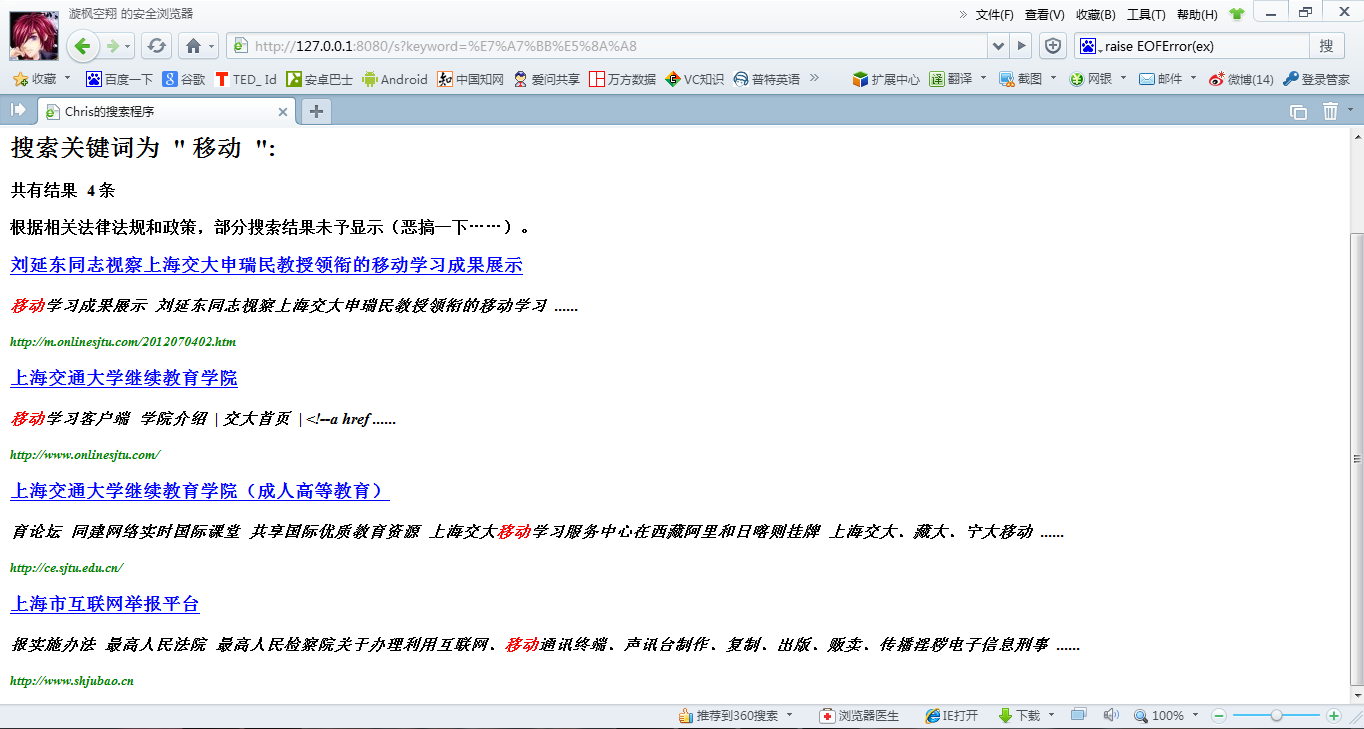 漩枫空翔 的安全浏览器
» 文件(F) 查看(V) 收藏(B) 工具(T) 帮助(H)
http://127.0.0.1:8080/s?keyword=%E7%A7%BB%E5%8A%A8
raise EOFError(ex) 搜
收藏 百度一下 谷歌 TED_Id 安卓巴士 Android 中国知网 爱问共享 万方数据 VC知识 普特英语 » 扩展中心 翻译 截图 网银 邮件 微博(14) 登录管家
Chris的搜索程序
搜索关键词为 " 移动 ":
共有结果 4 条
根据相关法律法规和政策，部分搜索结果未予显示（恶搞一下……）。
刘延东同志视察上海交大申瑞民教授领衔的移动学习成果展示
移动学习成果展示 刘延东同志视察上海交大申瑞民教授领衔的移动学习 ......
http://m.onlinesjtu.com/2012070402.htm
上海交通大学继续教育学院
移动学习客户端 学院介绍 | 交大首页 | <!--a href ......
http://www.onlinesjtu.com/
上海交通大学继续教育学院（成人高等教育）
育论坛 同建网络实时国际课堂 共享国际优质教育资源 上海交大移动学习服务中心在西藏阿里和日喀则挂牌 上海交大、藏大、宁大移动 ......
http://ce.sjtu.edu.cn/
上海市互联网举报平台
报实施办法 最高人民法院 最高人民检察院关于办理利用互联网、移动通讯终端、声讯台制作、复制、出版、贩卖、传播淫秽电子信息刑事 ......
http://www.shjubao.cn
推荐到360搜索 浏览器医生 IE打开 下载 100%